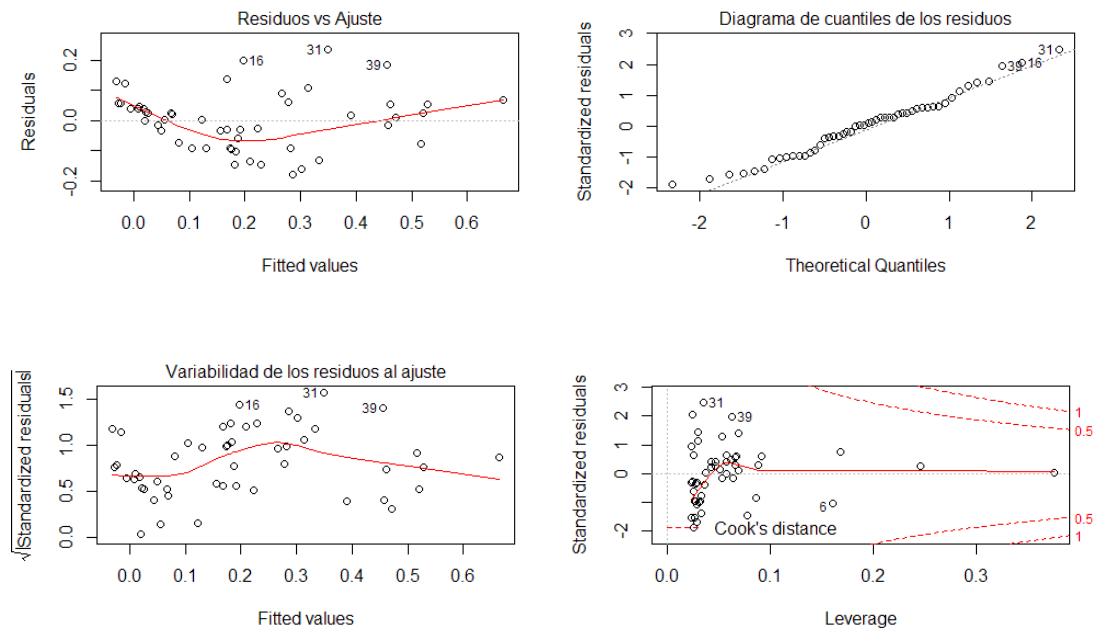 Residuos vs Ajuste
Residuals
0.2
0.0
-0.2
16
31
39
0.0 0.1 0.2 0.3 0.4 0.5 0.6
Fitted values
Diagrama de cuantiles de los residuos
Standardized residuals
3
2
1
0
-1
-2
31
39 16
-2 -1 0 1 2
Theoretical Quantiles
Variabilidad de los residuos al ajuste
√|Standardized residuals|
1.5
1.0
0.5
0.0
16
31
39
0.0 0.1 0.2 0.3 0.4 0.5 0.6
Fitted values
Standardized residuals
3
2
1
0
-2
31
39
6
Cook's distance
1
0.5
0.5
1
0.0 0.1 0.2 0.3
Leverage